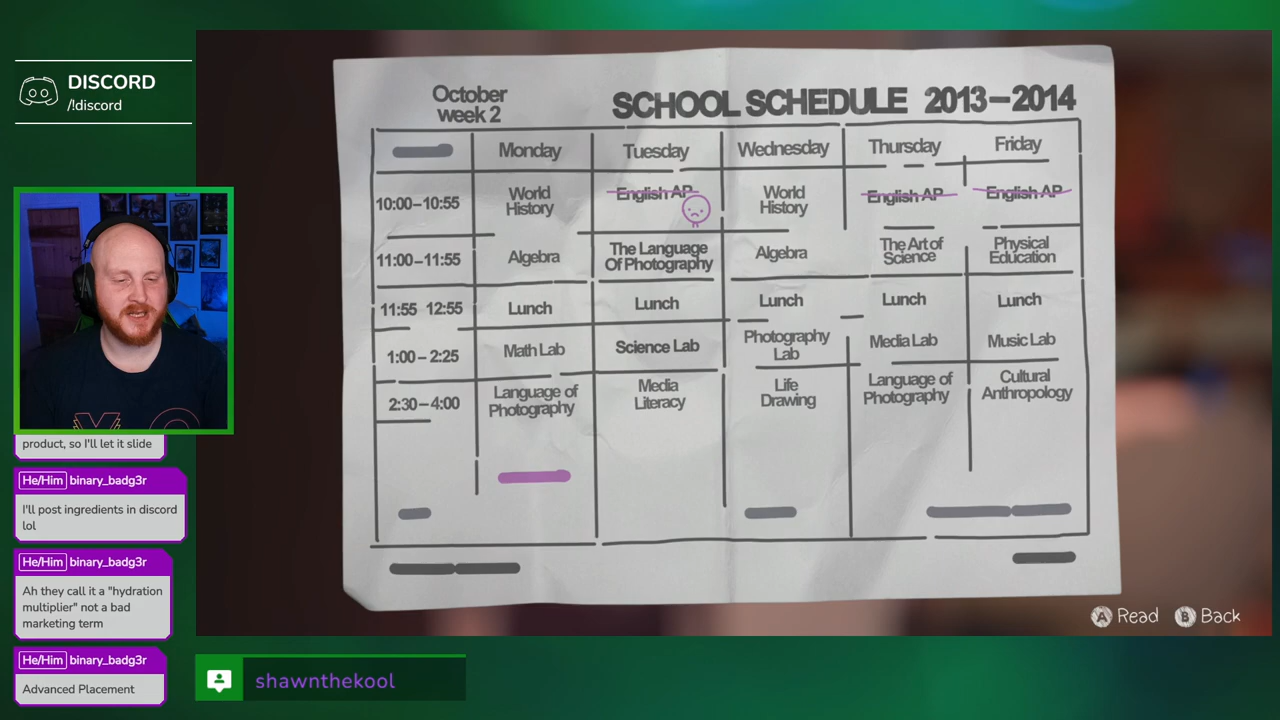 DISCORD
/!discord
October
week 2
SCHOOL SCHEDULE 2013-2014
Monday Tuesday Wednesday Thursday Friday
10:00-10:55 World History English AP World History English AP English AP
11:00-11:55 Algebra The Language Of Photography Algebra The Art of Science Physical Education
11:55 12:55 Lunch Lunch Lunch Lunch Lunch
1:00-2:25 Math Lab Science Lab Photography Lab Media Lab Music Lab
2:30-4:00 Language of Photography Media Literacy Life Drawing Language of Photography Cultural Anthropology
A Read B Back
product, so I'll let it slide
He/Him binary_badg3r
I'll post ingredients in discord
lol
He/Him binary_badg3r
Ah they call it a "hydration
multiplier" not a bad
marketing term
He/Him binary_badg3r
Advanced Placement
shawnthekool